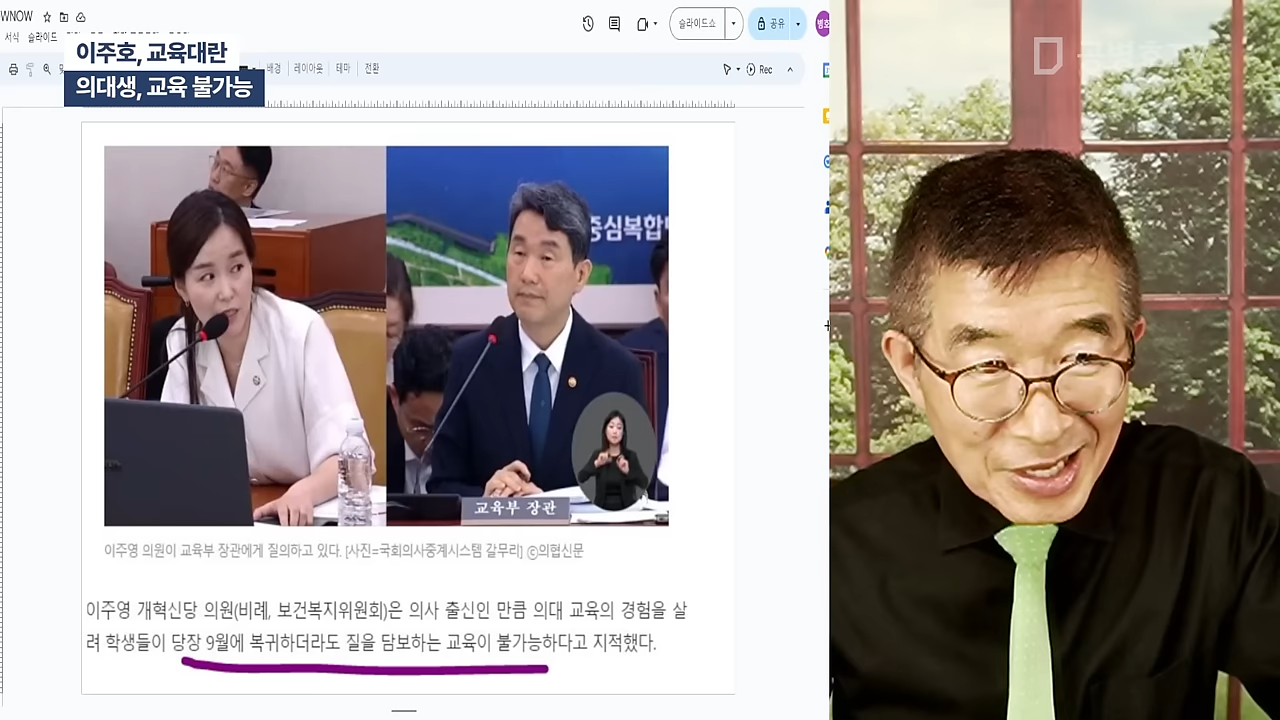 WNOW
서식 슬라이드
슬라이드쇼
공유
범호
이주호, 교육대란
의대생, 교육 불가능
배경 레이아웃 테마 전환
Rec
중심복합
교육부 장관
이주영 의원이 교육부 장관에게 질의하고 있다. [사진=국회의사중계시스템 갈무리] ⓒ의협신문
이주영 개혁신당 의원(비례, 보건복지위원회)은 의사 출신인 만큼 의대 교육의 경험을 살
려 학생들이 당장 9월에 복귀하더라도 질을 담보하는 교육이 불가능하다고 지적했다.